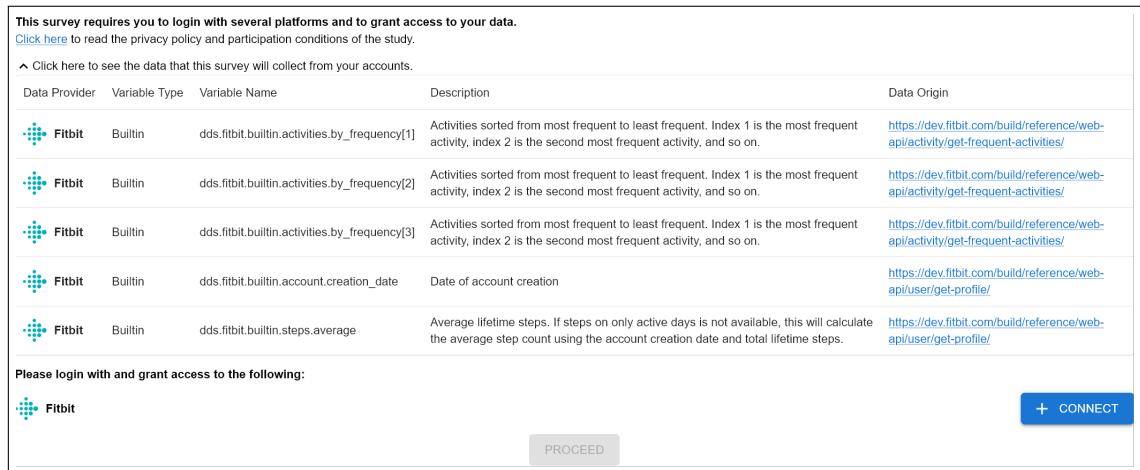 This survey requires you to login with several platforms and to grant access to your data.
Click here to read the privacy policy and participation conditions of the study.
Click here to see the data that this survey will collect from your accounts.
Data Provider Variable Type Variable Name Description Data Origin
Fitbit Builtin dds.fitbit.builtin.activities.by_frequency[1] Activities sorted from most frequent to least frequent. Index 1 is the most frequent https://dev.fitbit.com/build/reference/web-
activity, index 2 is the second most frequent activity, and so on. api/activity/get-frequent-activities/
Fitbit Builtin dds.fitbit.builtin.activities.by_frequency[2] Activities sorted from most frequent to least frequent. Index 1 is the most frequent https://dev.fitbit.com/build/reference/web-
activity, index 2 is the second most frequent activity, and so on. api/activity/get-frequent-activities/
Fitbit Builtin dds.fitbit.builtin.activities.by_frequency[3] Activities sorted from most frequent to least frequent. Index 1 is the most frequent https://dev.fitbit.com/build/reference/web-
activity, index 2 is the second most frequent activity, and so on. api/activity/get-frequent-activities/
Fitbit Builtin dds.fitbit.builtin.account.creation_date Date of account creation https://dev.fitbit.com/build/reference/web-
api/user/get-profile/
Fitbit Builtin dds.fitbit.builtin.steps.average Average lifetime steps. If steps on only active days is not available, this will calculate https://dev.fitbit.com/build/reference/web-
the average step count using the account creation date and total lifetime steps. api/user/get-profile/
Please login with and grant access to the following:
Fitbit + CONNECT
PROCEED